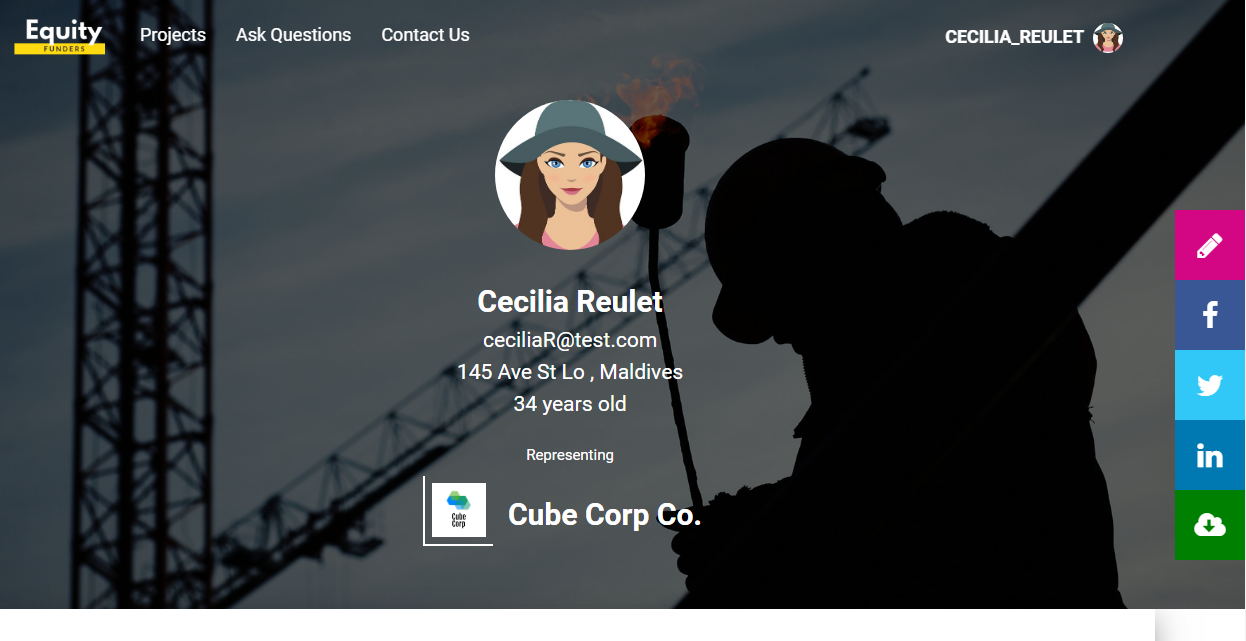 Equity
FUNDERS
Projects
Ask Questions
Contact Us
CECILIA_REULET
Cecilia Reulet
ceciliaR@test.com
145 Ave St Lo , Maldives
34 years old
Representing
Cube
Corp
Cube Corp Co.
f
in